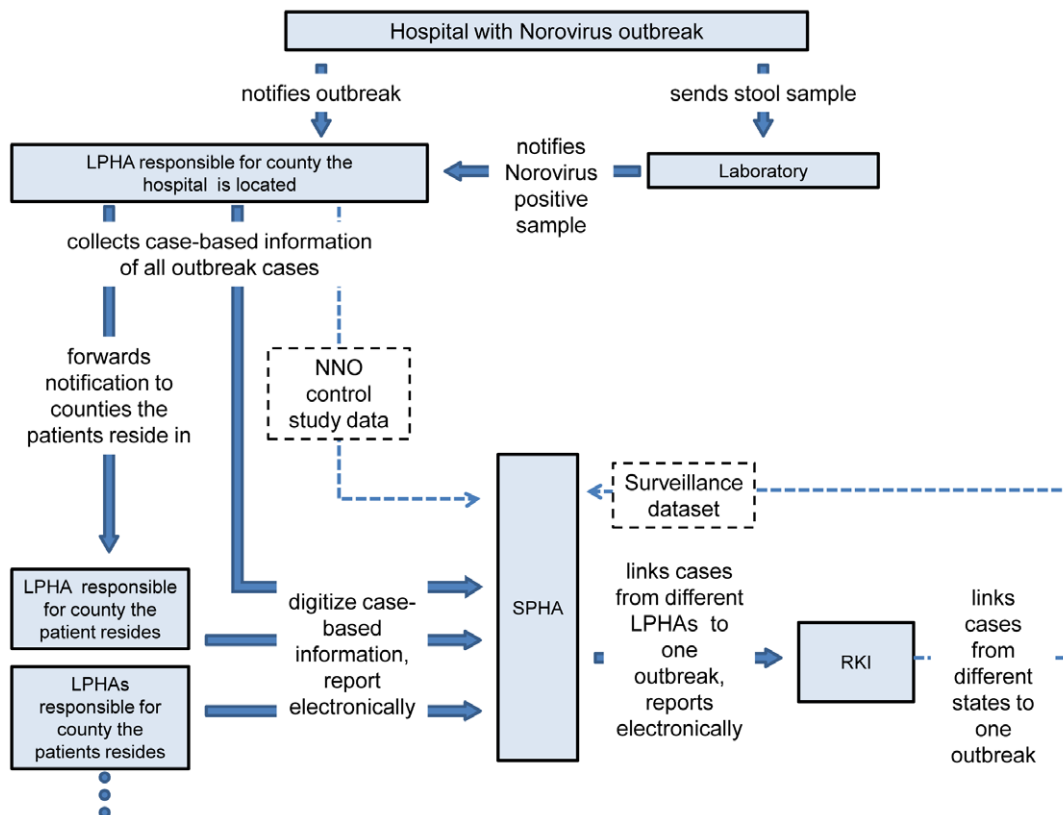 Hospital with Norovirus outbreak
notifies outbreak
sends stool sample
LPHA responsible for county the
hospital is located
notifies
Norovirus
positive
sample
Laboratory
collects case-based information
of all outbreak cases
forwards
notification to
counties the
patients reside in
NNO
control
study data
Surveillance
dataset
LPHA responsible
for county the
patient resides
LPHAs
responsible for
county the
patients resides
digitize case-
based
information,
report
electronically
SPHA
links cases
from different
LPHAs to
one
outbreak,
reports
electronically
RKI
links
cases
from
different
states to
one
outbreak